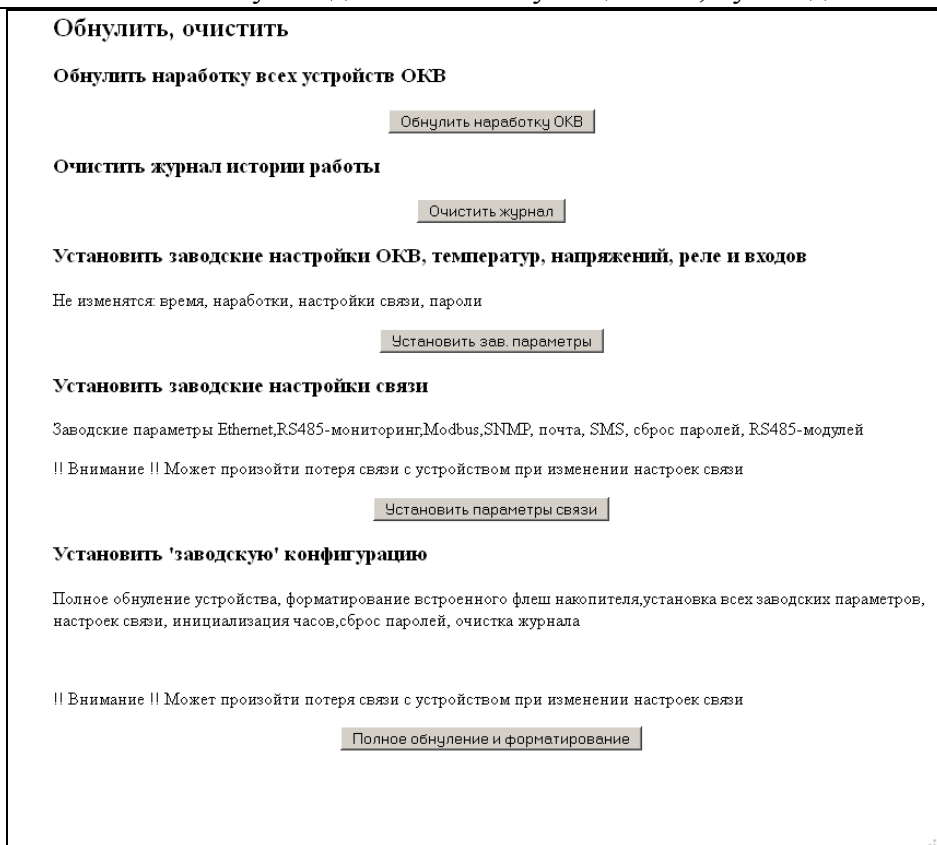 Обнулить, очистить
Обнулить наработку всех устройств ОКВ
Обнулить наработку ОКВ
Очистить журнал истории работы
Очистить журнал
Установить заводские настройки ОКВ, температур, напряжений, реле и входов
Не изменятся: время, наработки, настройки связи, пароли
Установить зав. параметры
Установить заводские настройки связи
Заводские параметры Ethernet,RS485-мониторинг,Modbus,SNMP, почта, SMS, сброс паролей, RS485-модулей
!! Внимание !! Может произойти потеря связи с устройством при изменении настроек связи
Установить параметры связи
Установить 'заводскую' конфигурацию
Полное обнуление устройства, форматирование встроенного флеш накопителя,установка всех заводских параметров,
настроек связи, инициализация часов,сброс паролей, очистка журнала
!! Внимание !! Может произойти потеря связи с устройством при изменении настроек связи
Полное обнуление и форматирование